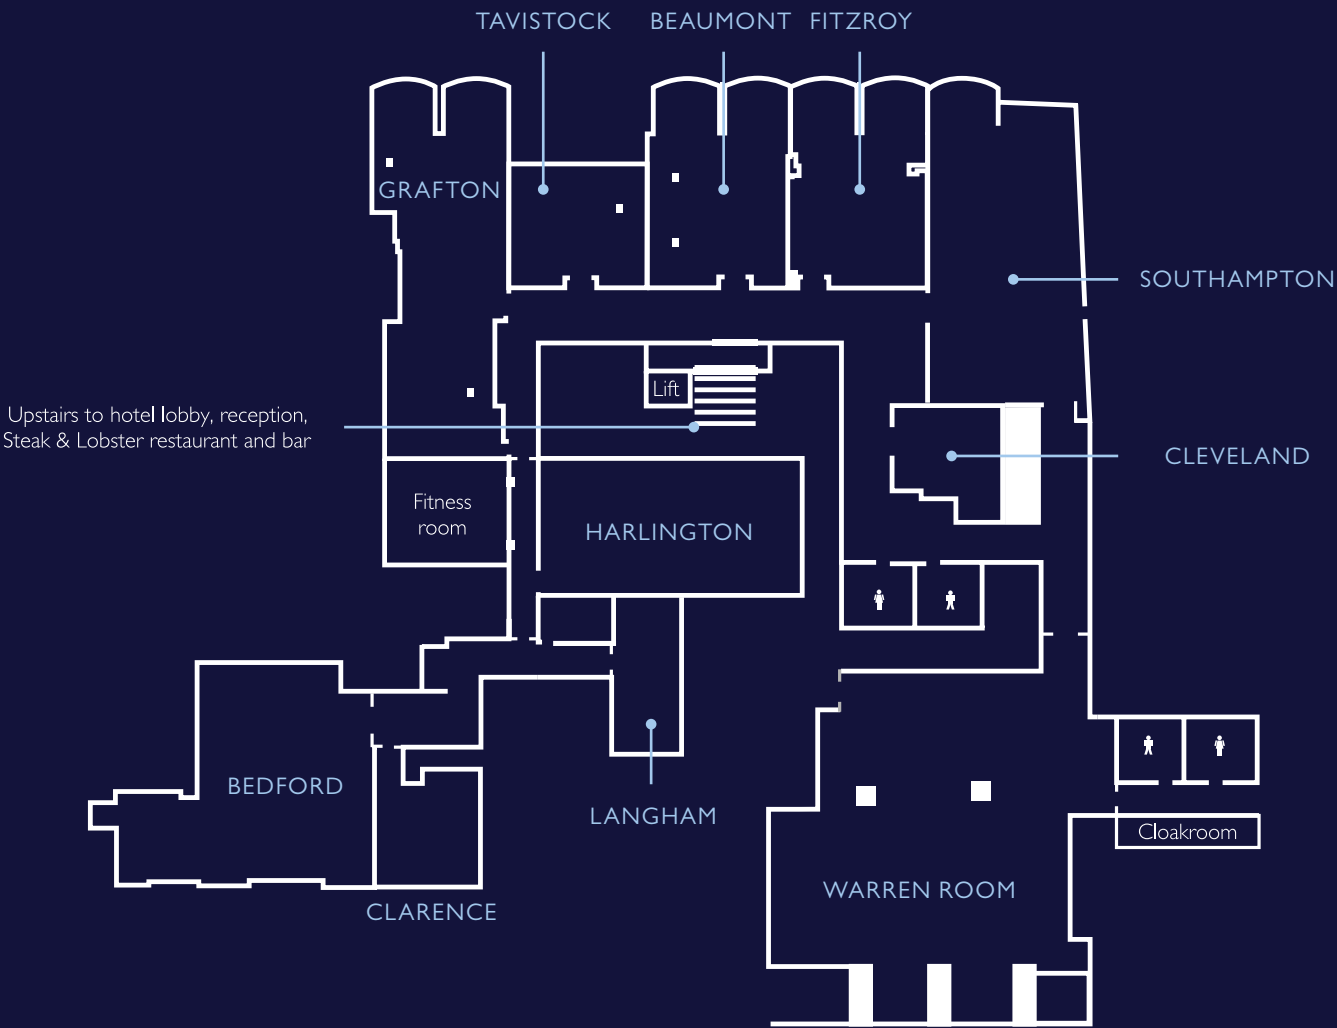 TAVISTOCK
BEAUMONT
FITZROY
GRAFTON
SOUTHAMPTON
Lift
Upstairs to hotel lobby, reception,
Steak & Lobster restaurant and bar
CLEVELAND
Fitness
room
HARLINGTON
BEDFORD
LANGHAM
Cloakroom
WARREN ROOM
CLARENCE